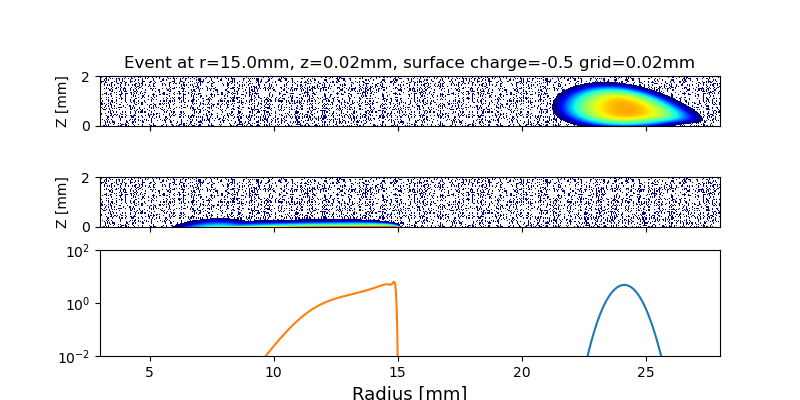 Event at r=15.0mm, z=0.02mm, surface charge=-0.5 grid=0.02mm
2
Z [mm]
0
2
Z [mm]
0
10²
10⁰
10⁻²
5 10 15 20 25
Radius [mm]